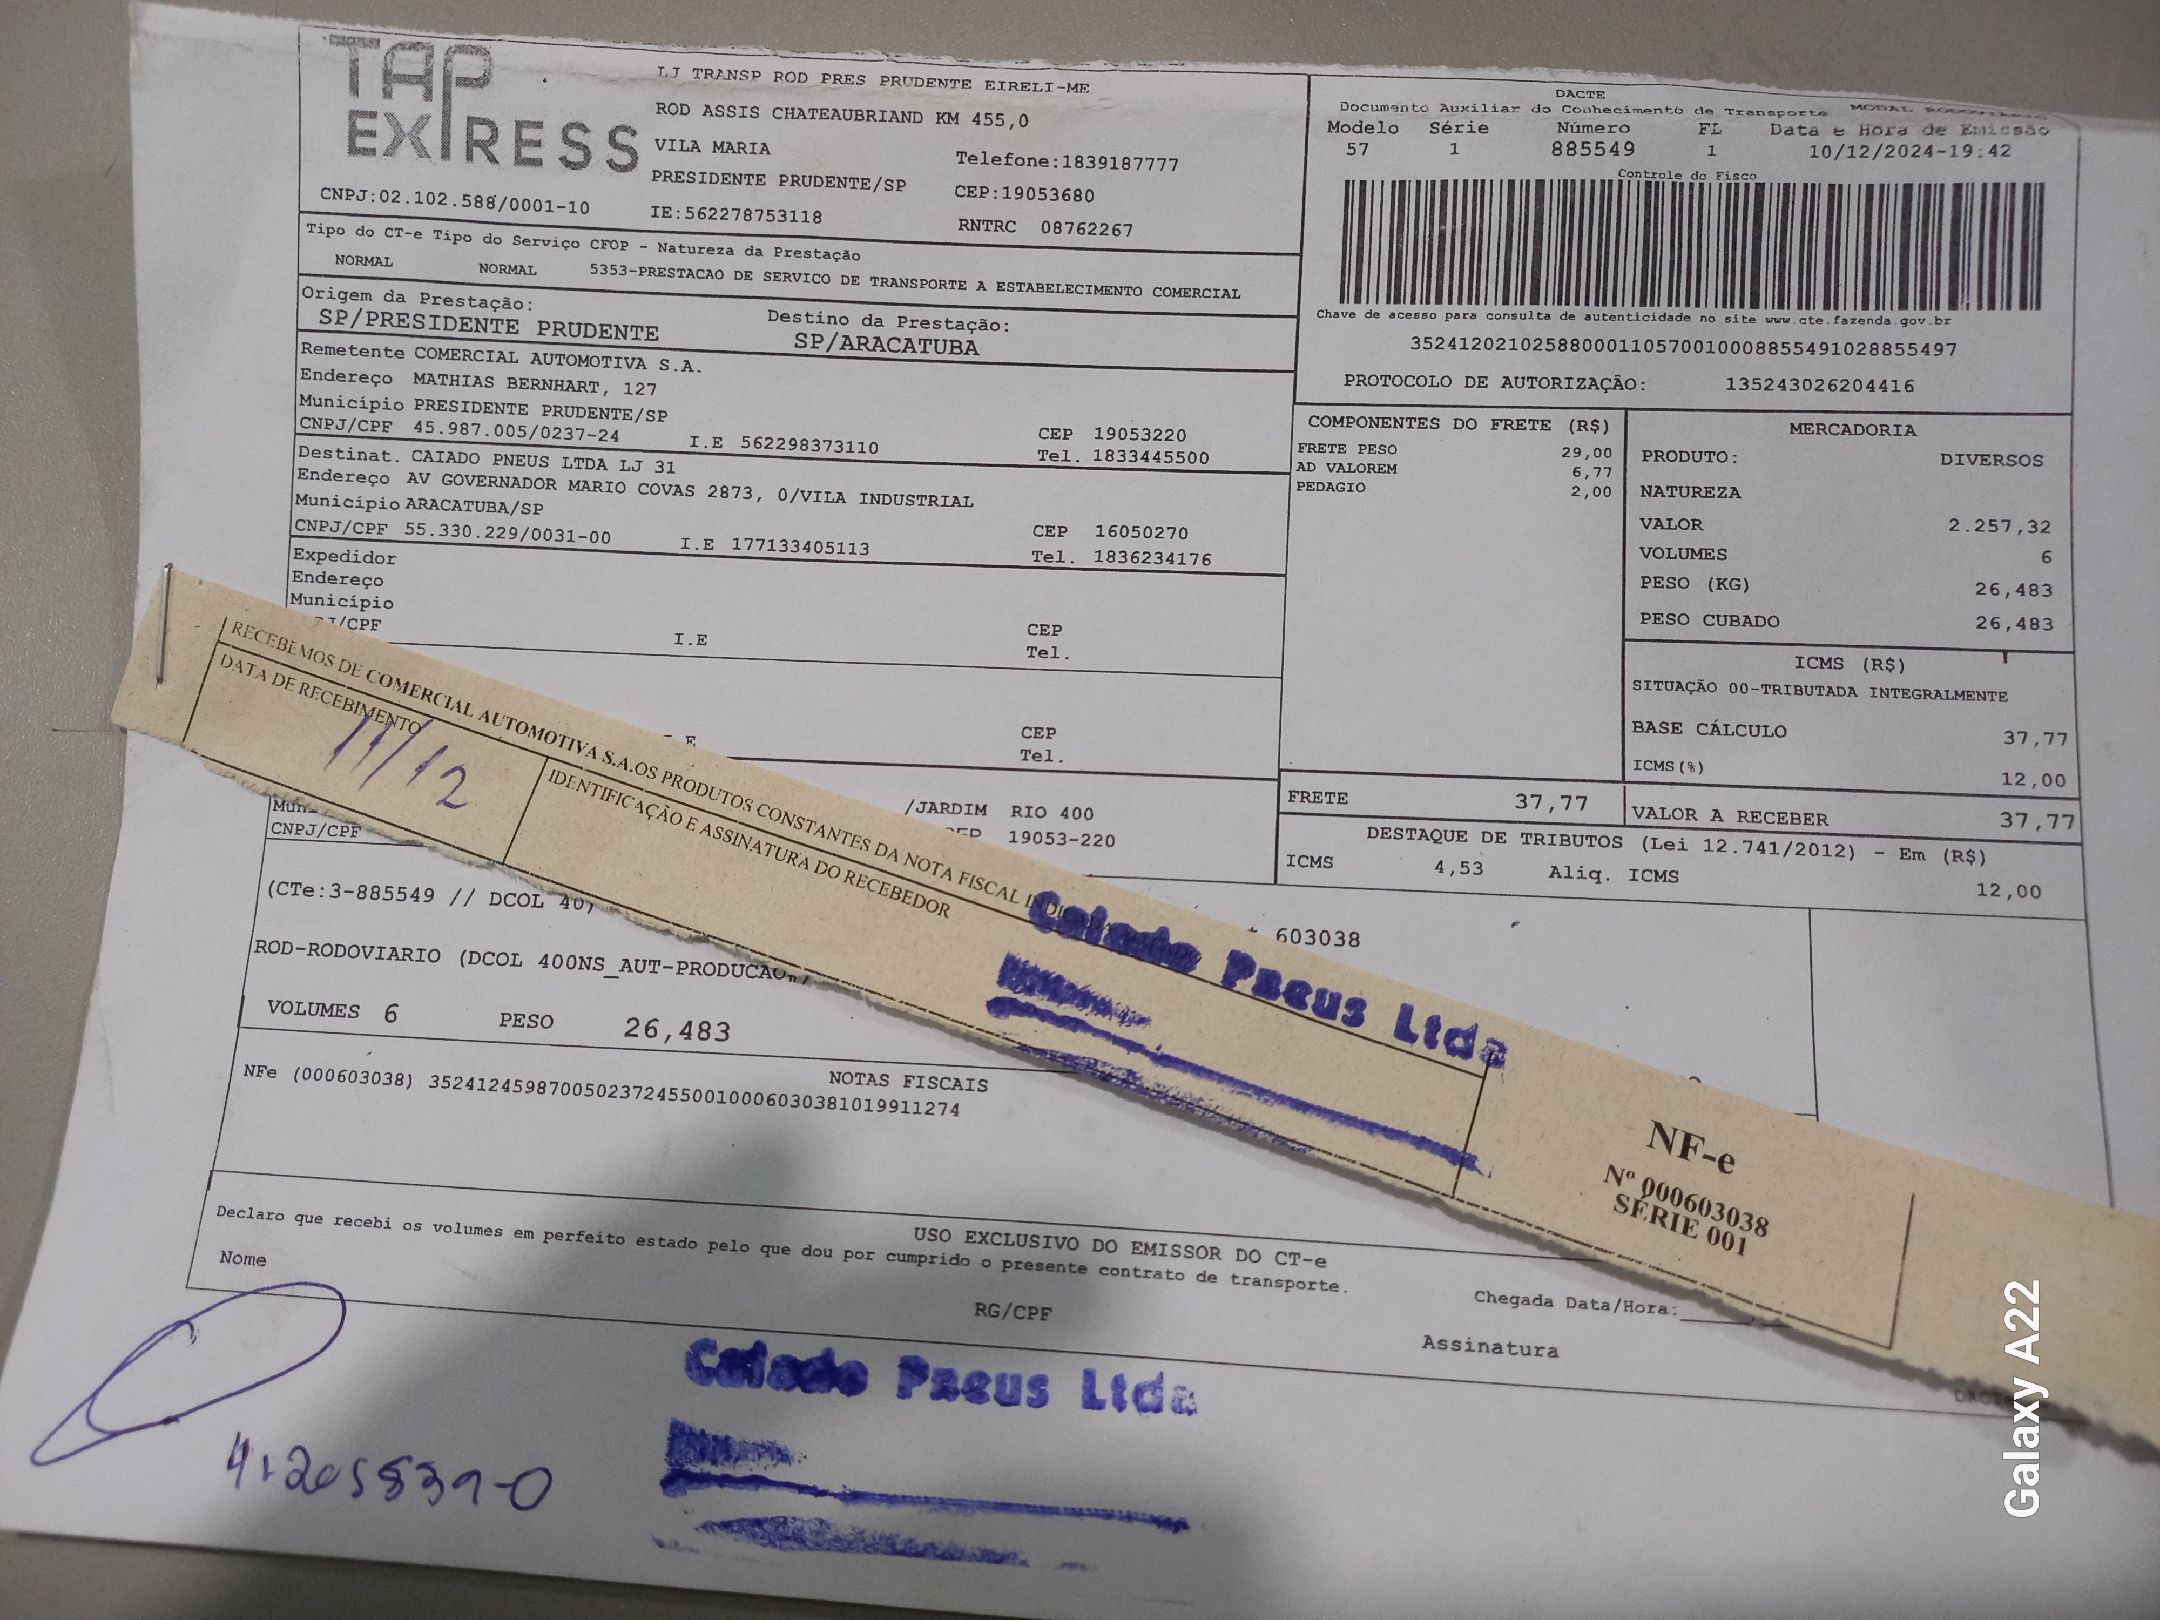 TAP
EXPRESS
LJ TRANSP ROD PRES PRUDENTE EIRELI-ME
ROD ASSIS CHATEAUBRIAND KM 455,0
VILA MARIA
Telefone:1839187777
PRESIDENTE PRUDENTE/SP
CEP:19053680
CNPJ:02.102.588/0001-10
IE:562278753118
RNTRC 08762267
DACTE
Documento Auxiliar do Conhecimento de Transporte
Modelo Série Número FL Data e Hora de Emissão
57 1 885549 1 10/12/2024-19:42
Controle do Fisco
Chave de acesso para consulta de autenticidade no site www.cte.fazenda.gov.br
35241202102588000110570010008855491028855497
PROTOCOLO DE AUTORIZAÇÃO: 135243026204416
Tipo do CT-e Tipo do Serviço CFOP - Natureza da Prestação
NORMAL NORMAL 5353-PRESTACAO DE SERVICO DE TRANSPORTE A ESTABELECIMENTO COMERCIAL
Origem da Prestação: Destino da Prestação:
SP/PRESIDENTE PRUDENTE SP/ARACATUBA
Remetente COMERCIAL AUTOMOTIVA S.A.
Endereço MATHIAS BERNHART, 127
Município PRESIDENTE PRUDENTE/SP
CEP 19053220
CNPJ/CPF 45.987.005/0237-24 I.E 562298373110
Tel. 1833445500
Destinat. CAIADO PNEUS LTDA LJ 31
Endereço AV GOVERNADOR MARIO COVAS 2873, 0/VILA INDUSTRIAL
Município ARACATUBA/SP
CEP 16050270
CNPJ/CPF 55.330.229/0031-00 I.E 177133405113
Tel. 1836234176
Expedidor
Endereço
Município
CEP
I.E
Tel.
CEP
Tel.
/JARDIM RIO 400
19053-220
CNPJ/CPF
COMPONENTES DO FRETE (R$)
FRETE PESO 29,00
AD VALOREM 6,77
PEDAGIO 2,00
MERCADORIA
PRODUTO: DIVERSOS
NATUREZA
VALOR 2.257,32
VOLUMES 6
PESO (KG) 26,483
PESO CUBADO 26,483
ICMS (R$)
SITUAÇÃO 00-TRIBUTADA INTEGRALMENTE
BASE CÁLCULO 37,77
ICMS(%) 12,00
FRETE 37,77
VALOR A RECEBER 37,77
DESTAQUE DE TRIBUTOS (Lei 12.741/2012) - Em (R$)
ICMS 4,53 Aliq. ICMS 12,00
603038
RECEBEMOS DE COMERCIAL AUTOMOTIVA S.A.OS PRODUTOS CONSTANTES DA NOTA FISCAL
DATA DE RECEBIMENTO
11/12
IDENTIFICAÇÃO E ASSINATURA DO RECEBEDOR
Caiado Pneus Ltda
NF-e
Nº 000603038
SÉRIE 001
(CTe:3-885549 // DCOL 40)
ROD-RODOVIARIO (DCOL 400NS_AUT-PRODUCAO
VOLUMES 6 PESO 26,483
NOTAS FISCAIS
NFe (000603038) 35241245987005023724550010006030381019911274
USO EXCLUSIVO DO EMISSOR DO CT-e
Declaro que recebi os volumes em perfeito estado pelo que dou por cumprido o presente contrato de transporte.
Nome
RG/CPF
Chegada Data/Hora:
Assinatura
Caiado Pneus Ltda
Galaxy A22